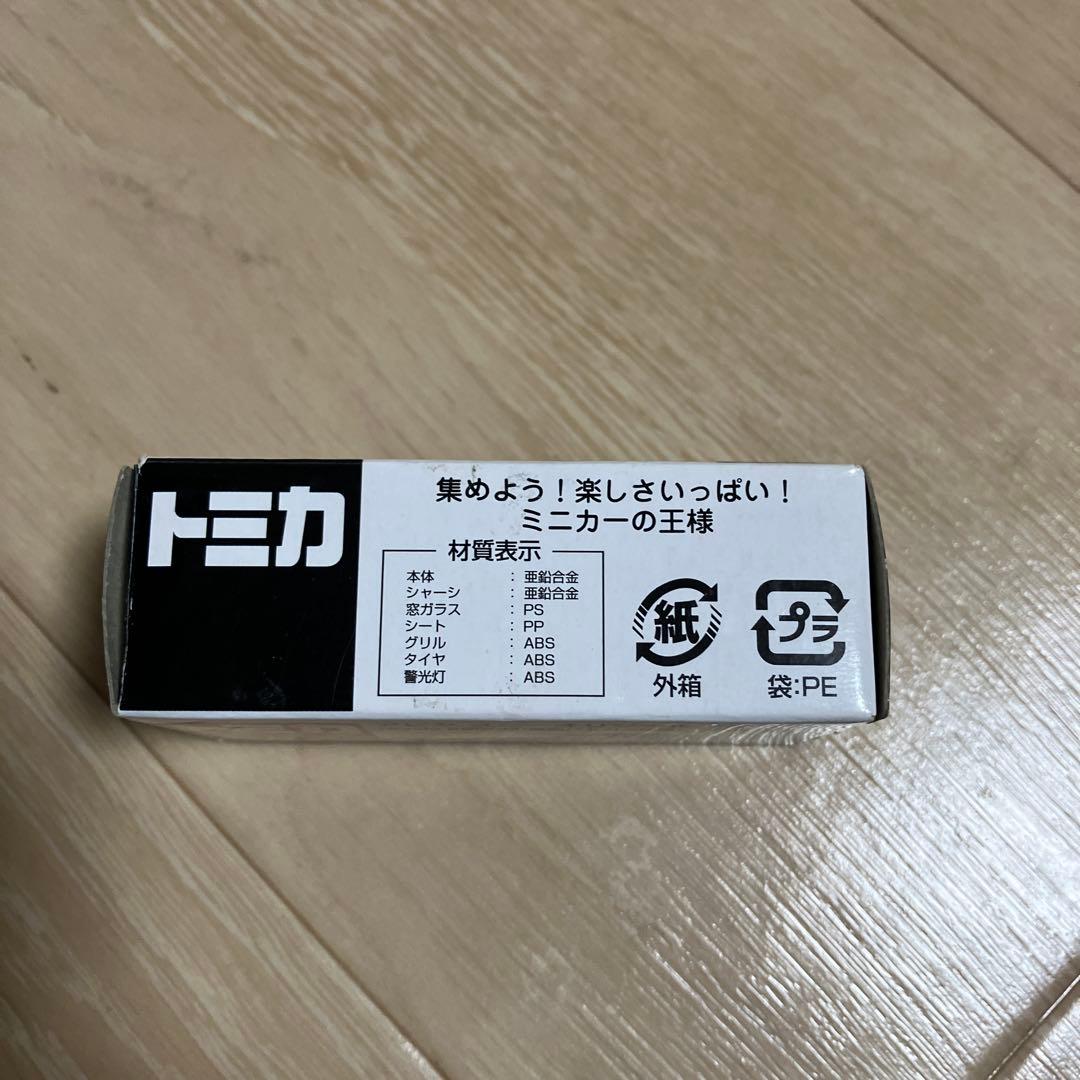 トミカ
集めよう！楽しさいっぱい！
ミニカーの王様
材質表示
本体 : 亜鉛合金
シャーシ : 亜鉛合金
窓ガラス : PS
シート : PP
グリル : ABS
タイヤ : ABS
警光灯 : ABS
紙
外箱
プラ
袋:PE